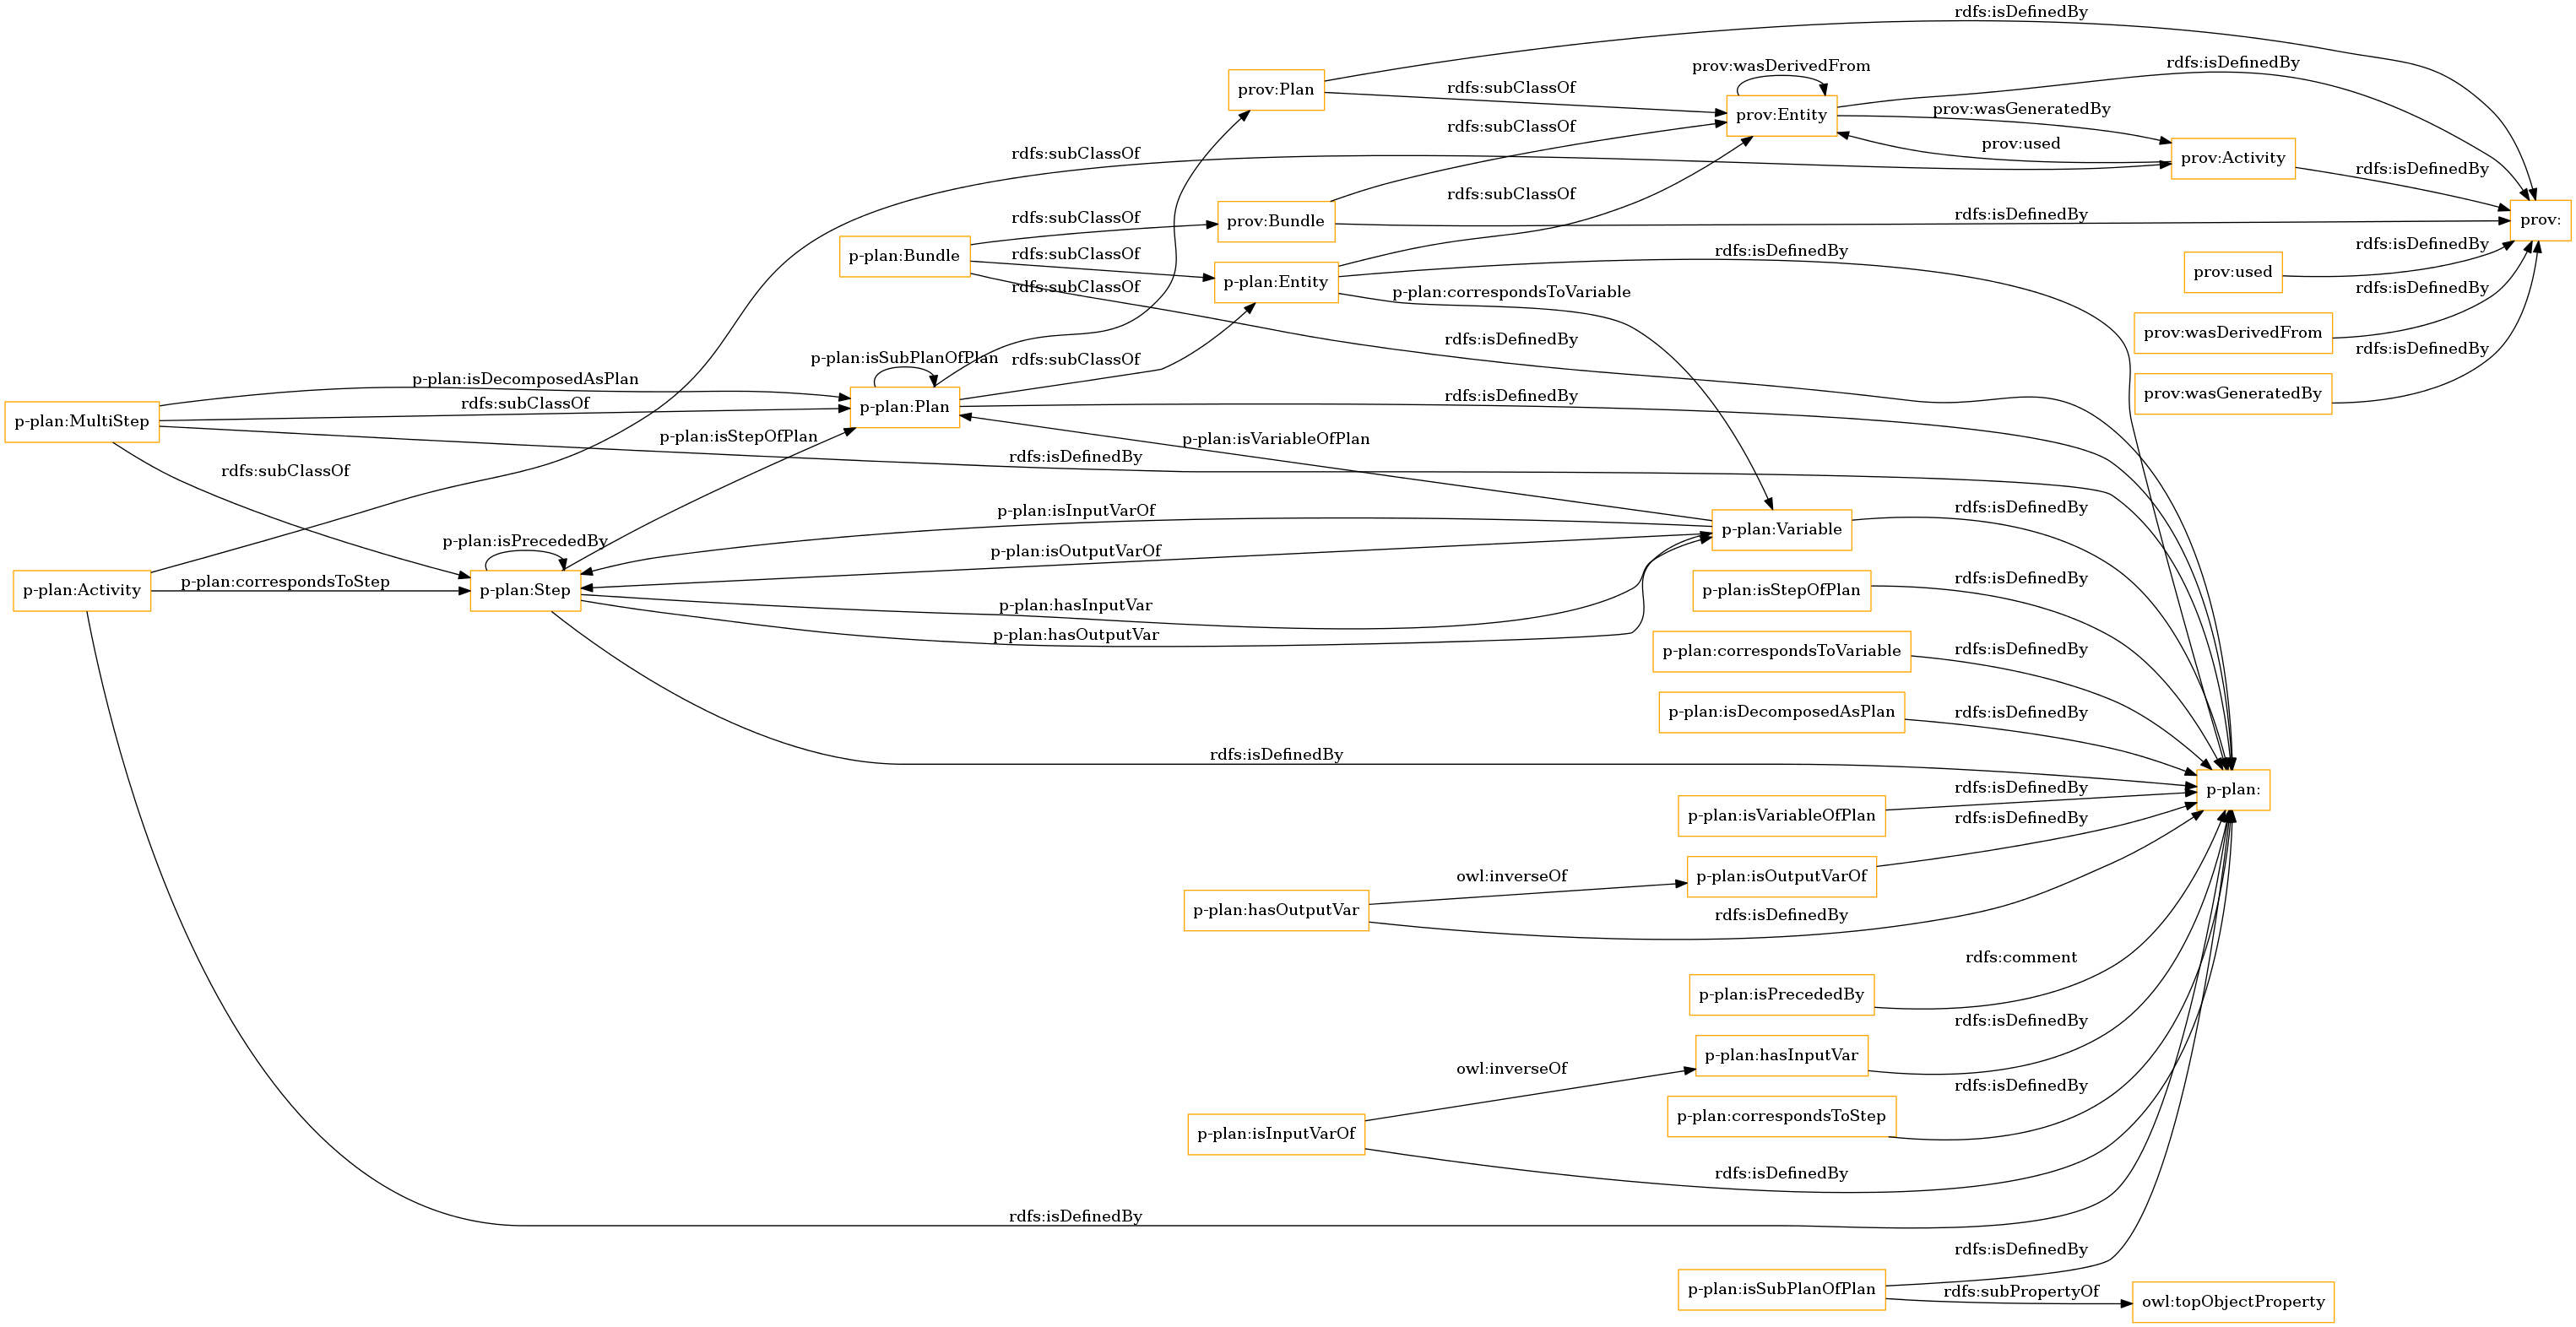 rdfs:isDefinedBy
prov:Plan
rdfs:subClassOf
prov:wasDerivedFrom
prov:Entity
rdfs:isDefinedBy
prov:wasGeneratedBy
prov:used
prov:Activity
rdfs:isDefinedBy
rdfs:subClassOf
rdfs:subClassOf
rdfs:subClassOf
prov:Bundle
rdfs:isDefinedBy
prov:
p-plan:Bundle
rdfs:subClassOf
rdfs:subClassOf
rdfs:subClassOf
p-plan:Entity
rdfs:isDefinedBy
p-plan:correspondsToVariable
rdfs:isDefinedBy
prov:used
rdfs:isDefinedBy
prov:wasDerivedFrom
rdfs:isDefinedBy
prov:wasGeneratedBy
rdfs:isDefinedBy
p-plan:isSubPlanOfPlan
rdfs:subClassOf
p-plan:MultiStep
p-plan:isDecomposedAsPlan
rdfs:subClassOf
p-plan:Plan
rdfs:isDefinedBy
p-plan:isStepOfPlan
p-plan:isVariableOfPlan
rdfs:isDefinedBy
rdfs:subClassOf
p-plan:isPrecededBy
p-plan:isInputVarOf
p-plan:Variable
rdfs:isDefinedBy
p-plan:isOutputVarOf
p-plan:Activity
p-plan:correspondsToStep
p-plan:Step
p-plan:hasInputVar
p-plan:hasOutputVar
p-plan:isStepOfPlan
rdfs:isDefinedBy
p-plan:correspondsToVariable
rdfs:isDefinedBy
p-plan:isDecomposedAsPlan
rdfs:isDefinedBy
rdfs:isDefinedBy
p-plan:
p-plan:isVariableOfPlan
rdfs:isDefinedBy
p-plan:isOutputVarOf
rdfs:isDefinedBy
p-plan:hasOutputVar
owl:inverseOf
rdfs:isDefinedBy
p-plan:isPrecededBy
rdfs:comment
p-plan:hasInputVar
rdfs:isDefinedBy
owl:inverseOf
p-plan:correspondsToStep
rdfs:isDefinedBy
p-plan:isInputVarOf
rdfs:isDefinedBy
rdfs:isDefinedBy
p-plan:isSubPlanOfPlan
rdfs:isDefinedBy
rdfs:subPropertyOf
owl:topObjectProperty